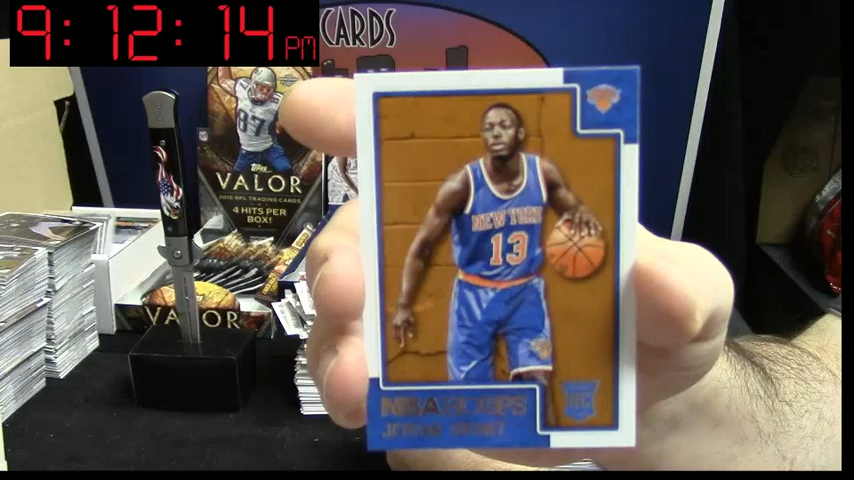 9:12:14 PM
CARDS
87
VALOR
2015 NFL TRADING CARDS
4 HITS PER
BOX!
VALOR
NEW YORK
13
NBA HOOPS
RC